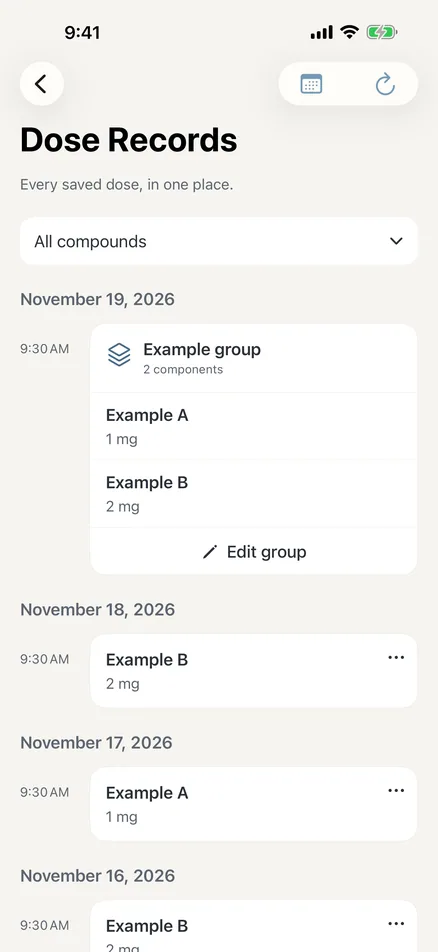 9:41
Dose Records
Every saved dose, in one place.
All compounds
November 19, 2026
9:30 AM
Example group
2 components
Example A
1 mg
Example B
2 mg
Edit group
November 18, 2026
9:30 AM
Example B
2 mg
November 17, 2026
9:30 AM
Example A
1 mg
November 16, 2026
9:30 AM
Example B
2 mg